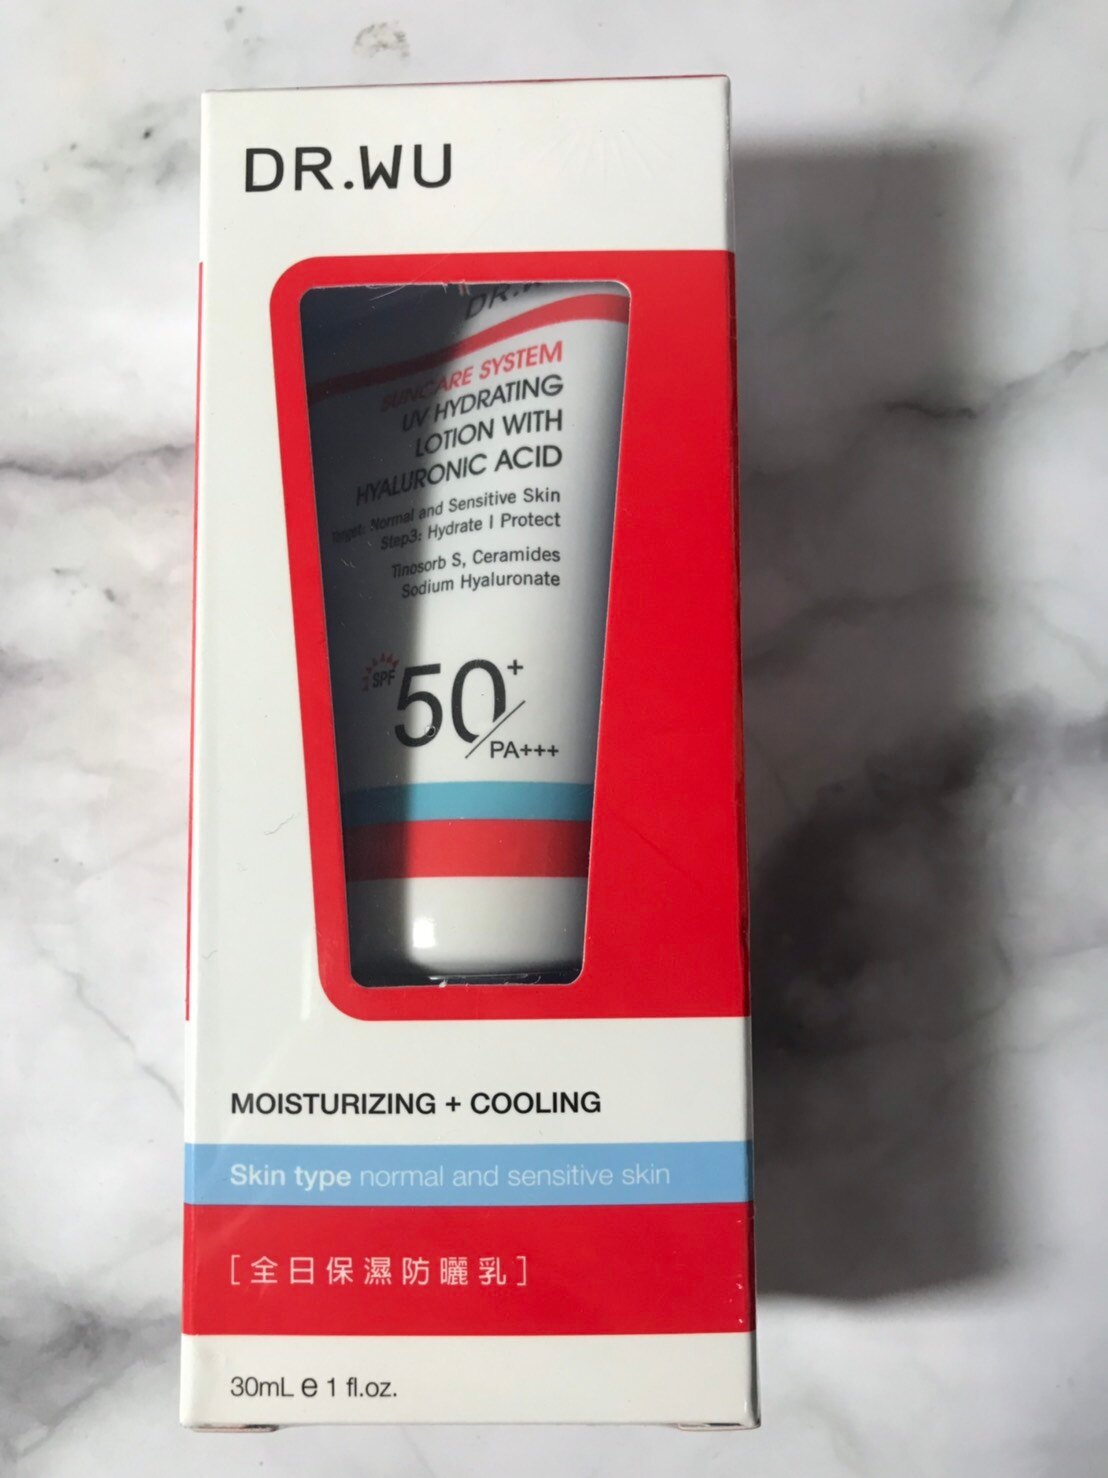 DR.WU
DR.W
SUNCARE SYSTEM
UV HYDRATING
LOTION WITH
HYALURONIC ACID
Target: Normal and Sensitive Skin
Step3: Hydrate I Protect
Tinosorb S, Ceramides
Sodium Hyaluronate
SPF 50+
PA+++
MOISTURIZING + COOLING
Skin type normal and sensitive skin
[全日保濕防曬乳]
30mL e 1 fl.oz.